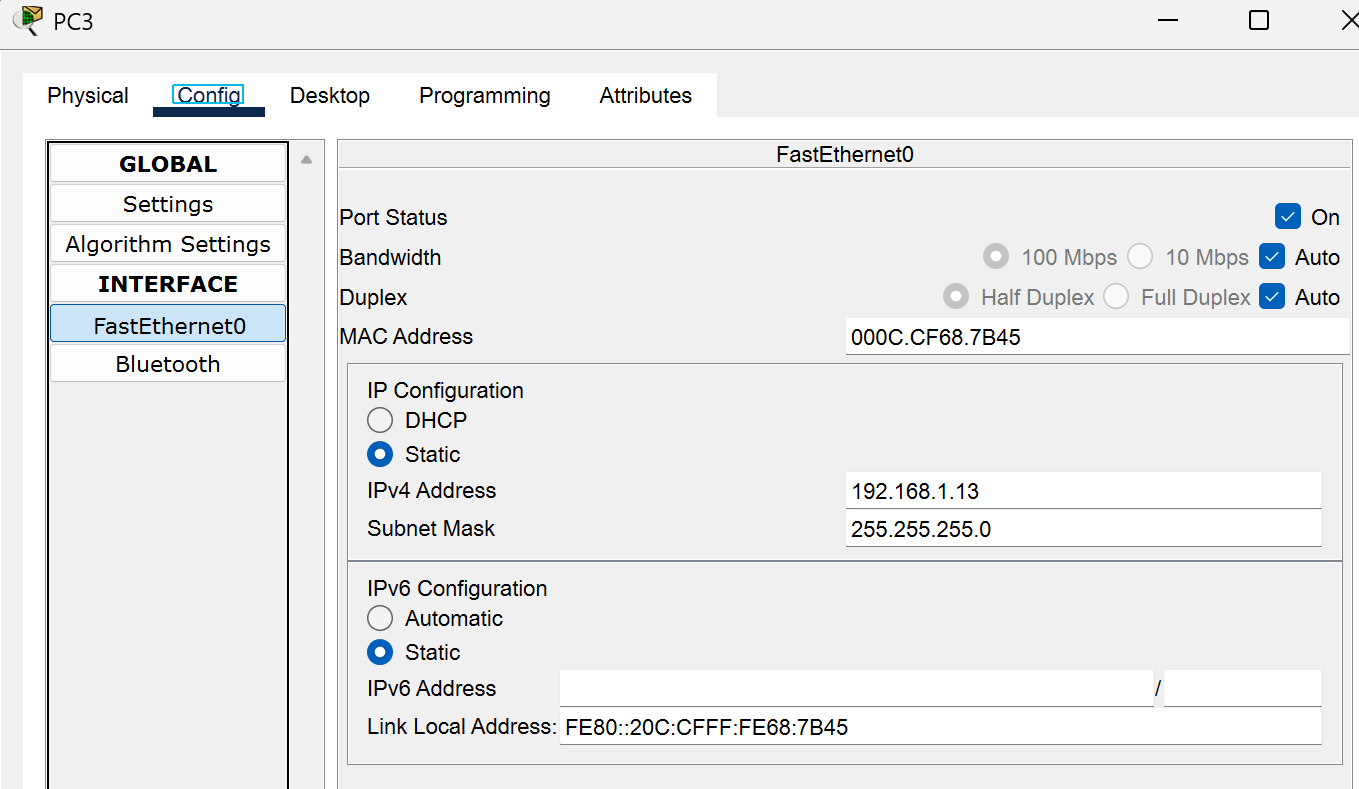 PC3
Physical Config Desktop Programming Attributes
GLOBAL
Settings
Algorithm Settings
INTERFACE
FastEthernet0
Bluetooth
FastEthernet0
Port Status On
Bandwidth 100 Mbps 10 Mbps Auto
Duplex Half Duplex Full Duplex Auto
MAC Address 000C.CF68.7B45
IP Configuration
DHCP
Static
IPv4 Address 192.168.1.13
Subnet Mask 255.255.255.0
IPv6 Configuration
Automatic
Static
IPv6 Address /
Link Local Address: FE80::20C:CFFF:FE68:7B45